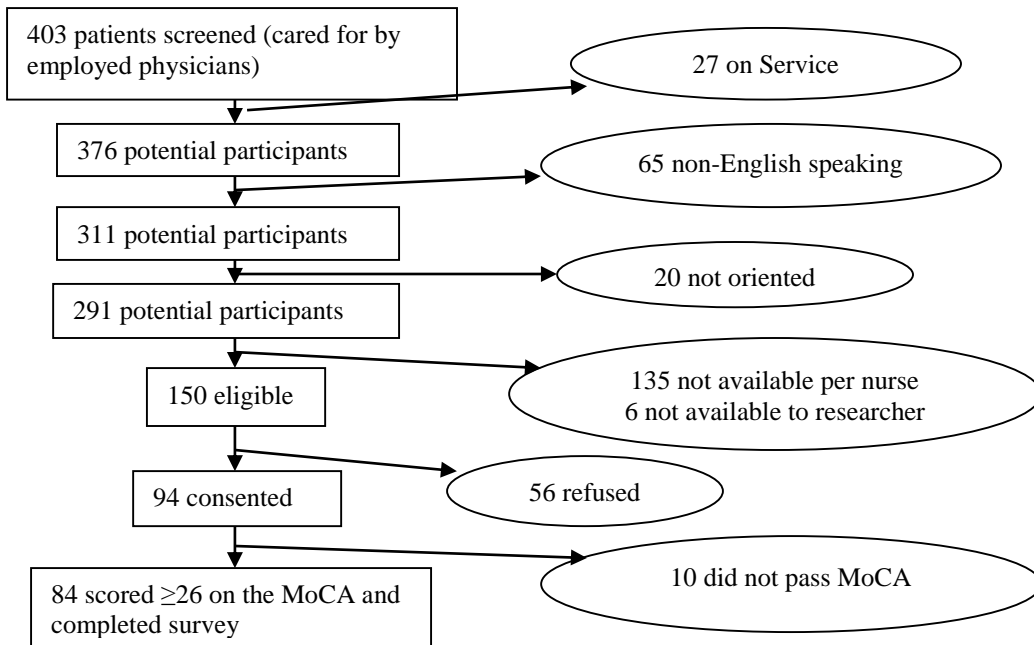 403 patients screened (cared for by
employed physicians)
27 on Service
376 potential participants
65 non-English speaking
311 potential participants
20 not oriented
291 potential participants
135 not available per nurse
6 not available to researcher
150 eligible
56 refused
94 consented
10 did not pass MoCA
84 scored ≥26 on the MoCA and
completed survey